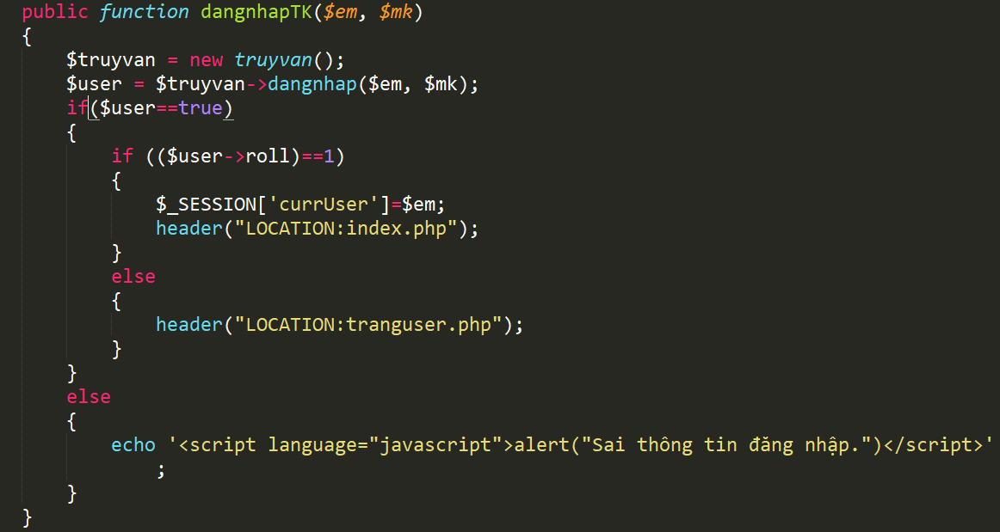 public function dangnhapTK($em, $mk)
{
$truyvan = new truyvan();
$user = $truyvan->dangnhap($em, $mk);
if($user==true)
{
if (($user->roll)==1)
{
$_SESSION['currUser']=$em;
header("LOCATION:index.php");
}
else
{
header("LOCATION:tranguser.php");
}
}
else
{
echo '<script language="javascript">alert("Sai thông tin đăng nhập.")</script>'
;
}
}